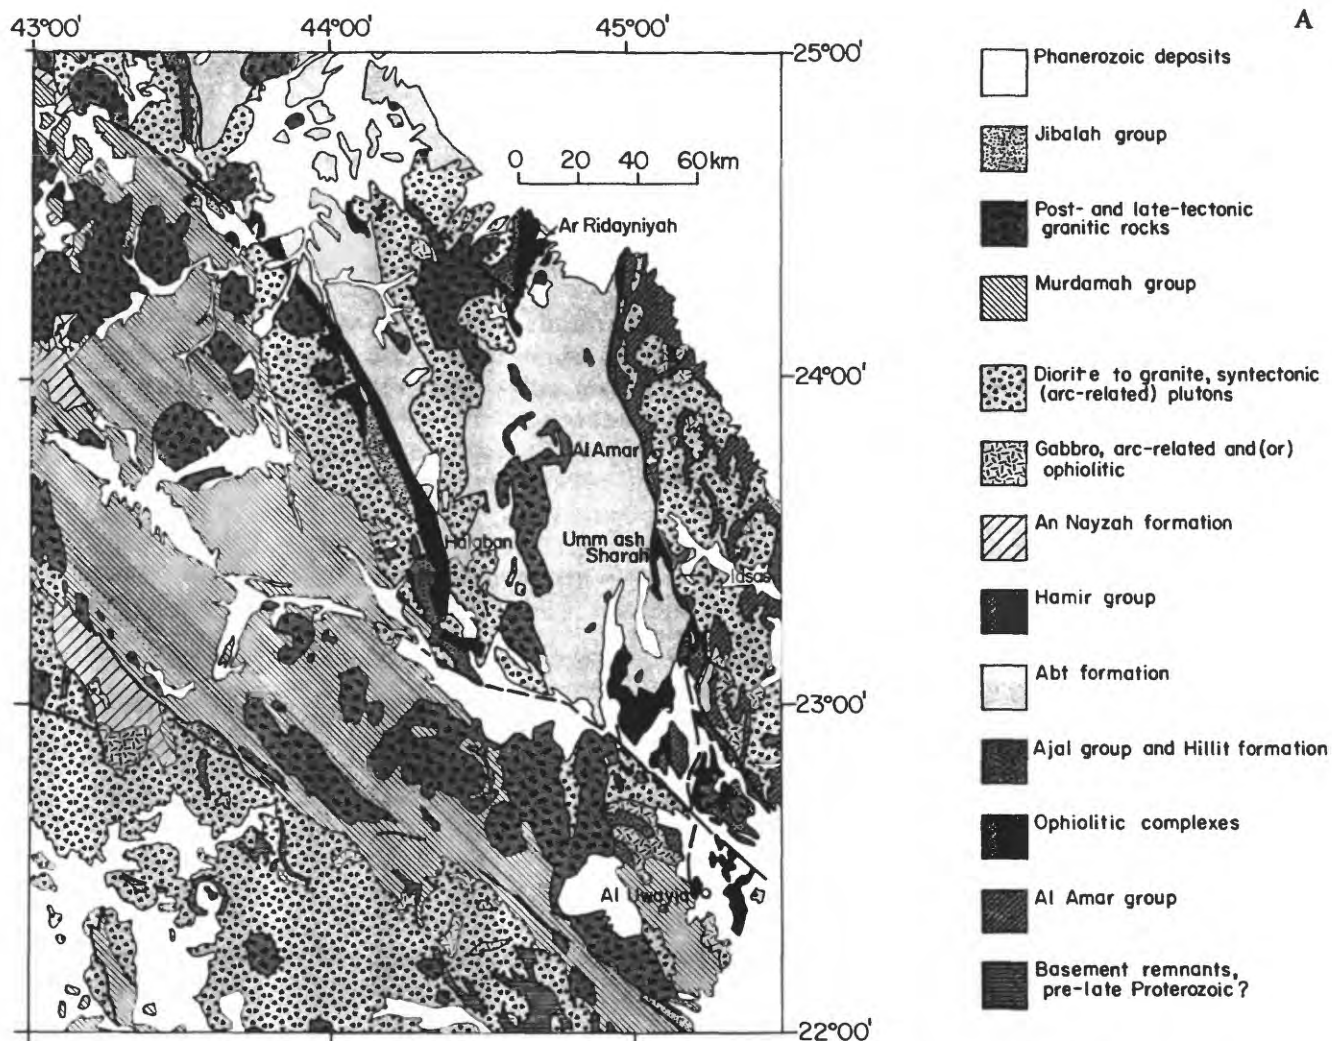 A
43°00'
44°00'
45°00'
25°00'
0 20 40 60 km
Ar Ridayniyah
24°00'
Al Amar
Halaban
Umm ash
Sharah
Idsas
23°00'
Al Uwayja
22°00'
Phanerozoic deposits
Jibalah group
Post- and late-tectonic
granitic rocks
Murdamah group
Diorite to granite, syntectonic
(arc-related) plutons
Gabbro, arc-related and (or)
ophiolitic
An Nayzah formation
Hamir group
Abt formation
Ajal group and Hillit formation
Ophiolitic complexes
Al Amar group
Basement remnants,
pre-late Proterozoic?